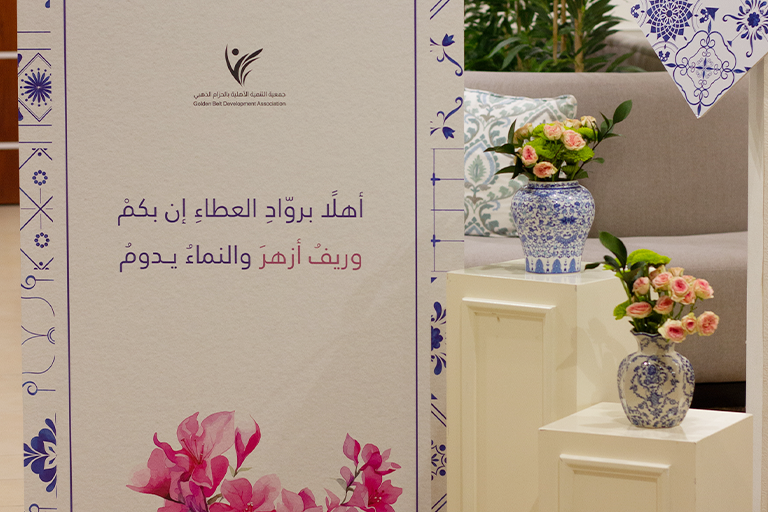 جمعية التنمية الأهلية بالحزام الذهبي
Golden Belt Development Association
أهلًا بروّادِ العطاءِ إن بكمْ
وريفُ أزهرَ والنماءُ يدومُ